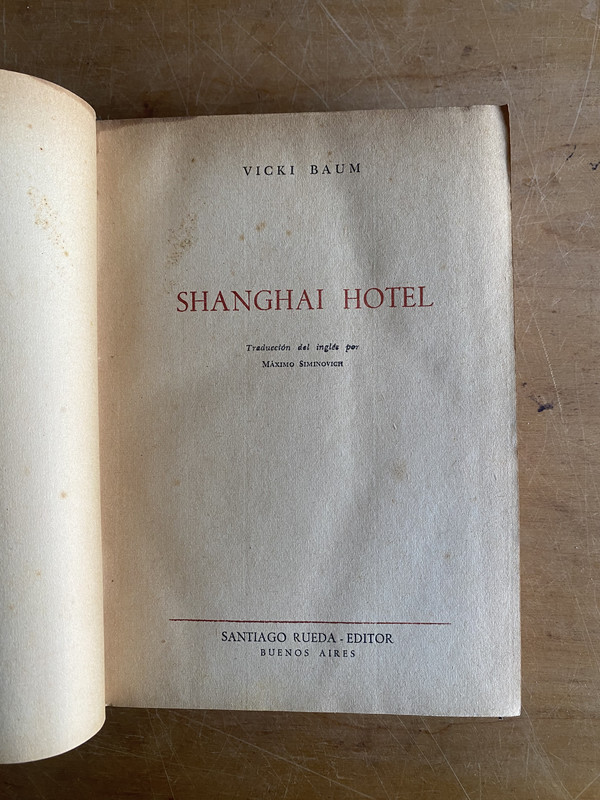 VICKI BAUM
SHANGHAI HOTEL
Traducción del inglés por
MÁXIMO SIMINOVICH
SANTIAGO RUEDA - EDITOR
BUENOS AIRES